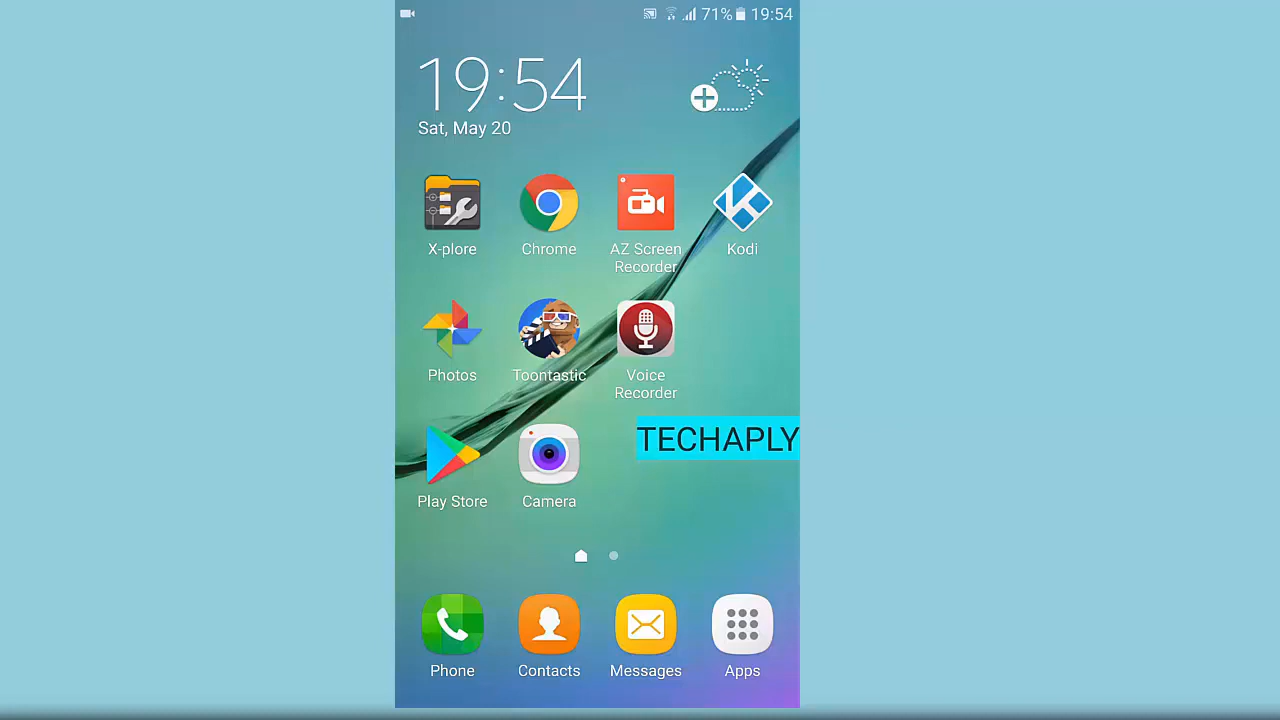 71% 19:54
19:54
Sat, May 20
X-plore
Chrome
AZ Screen
Recorder
Kodi
Photos
Toontastic
Voice
Recorder
TECHAPLY
Play Store
Camera
Phone
Contacts
Messages
Apps